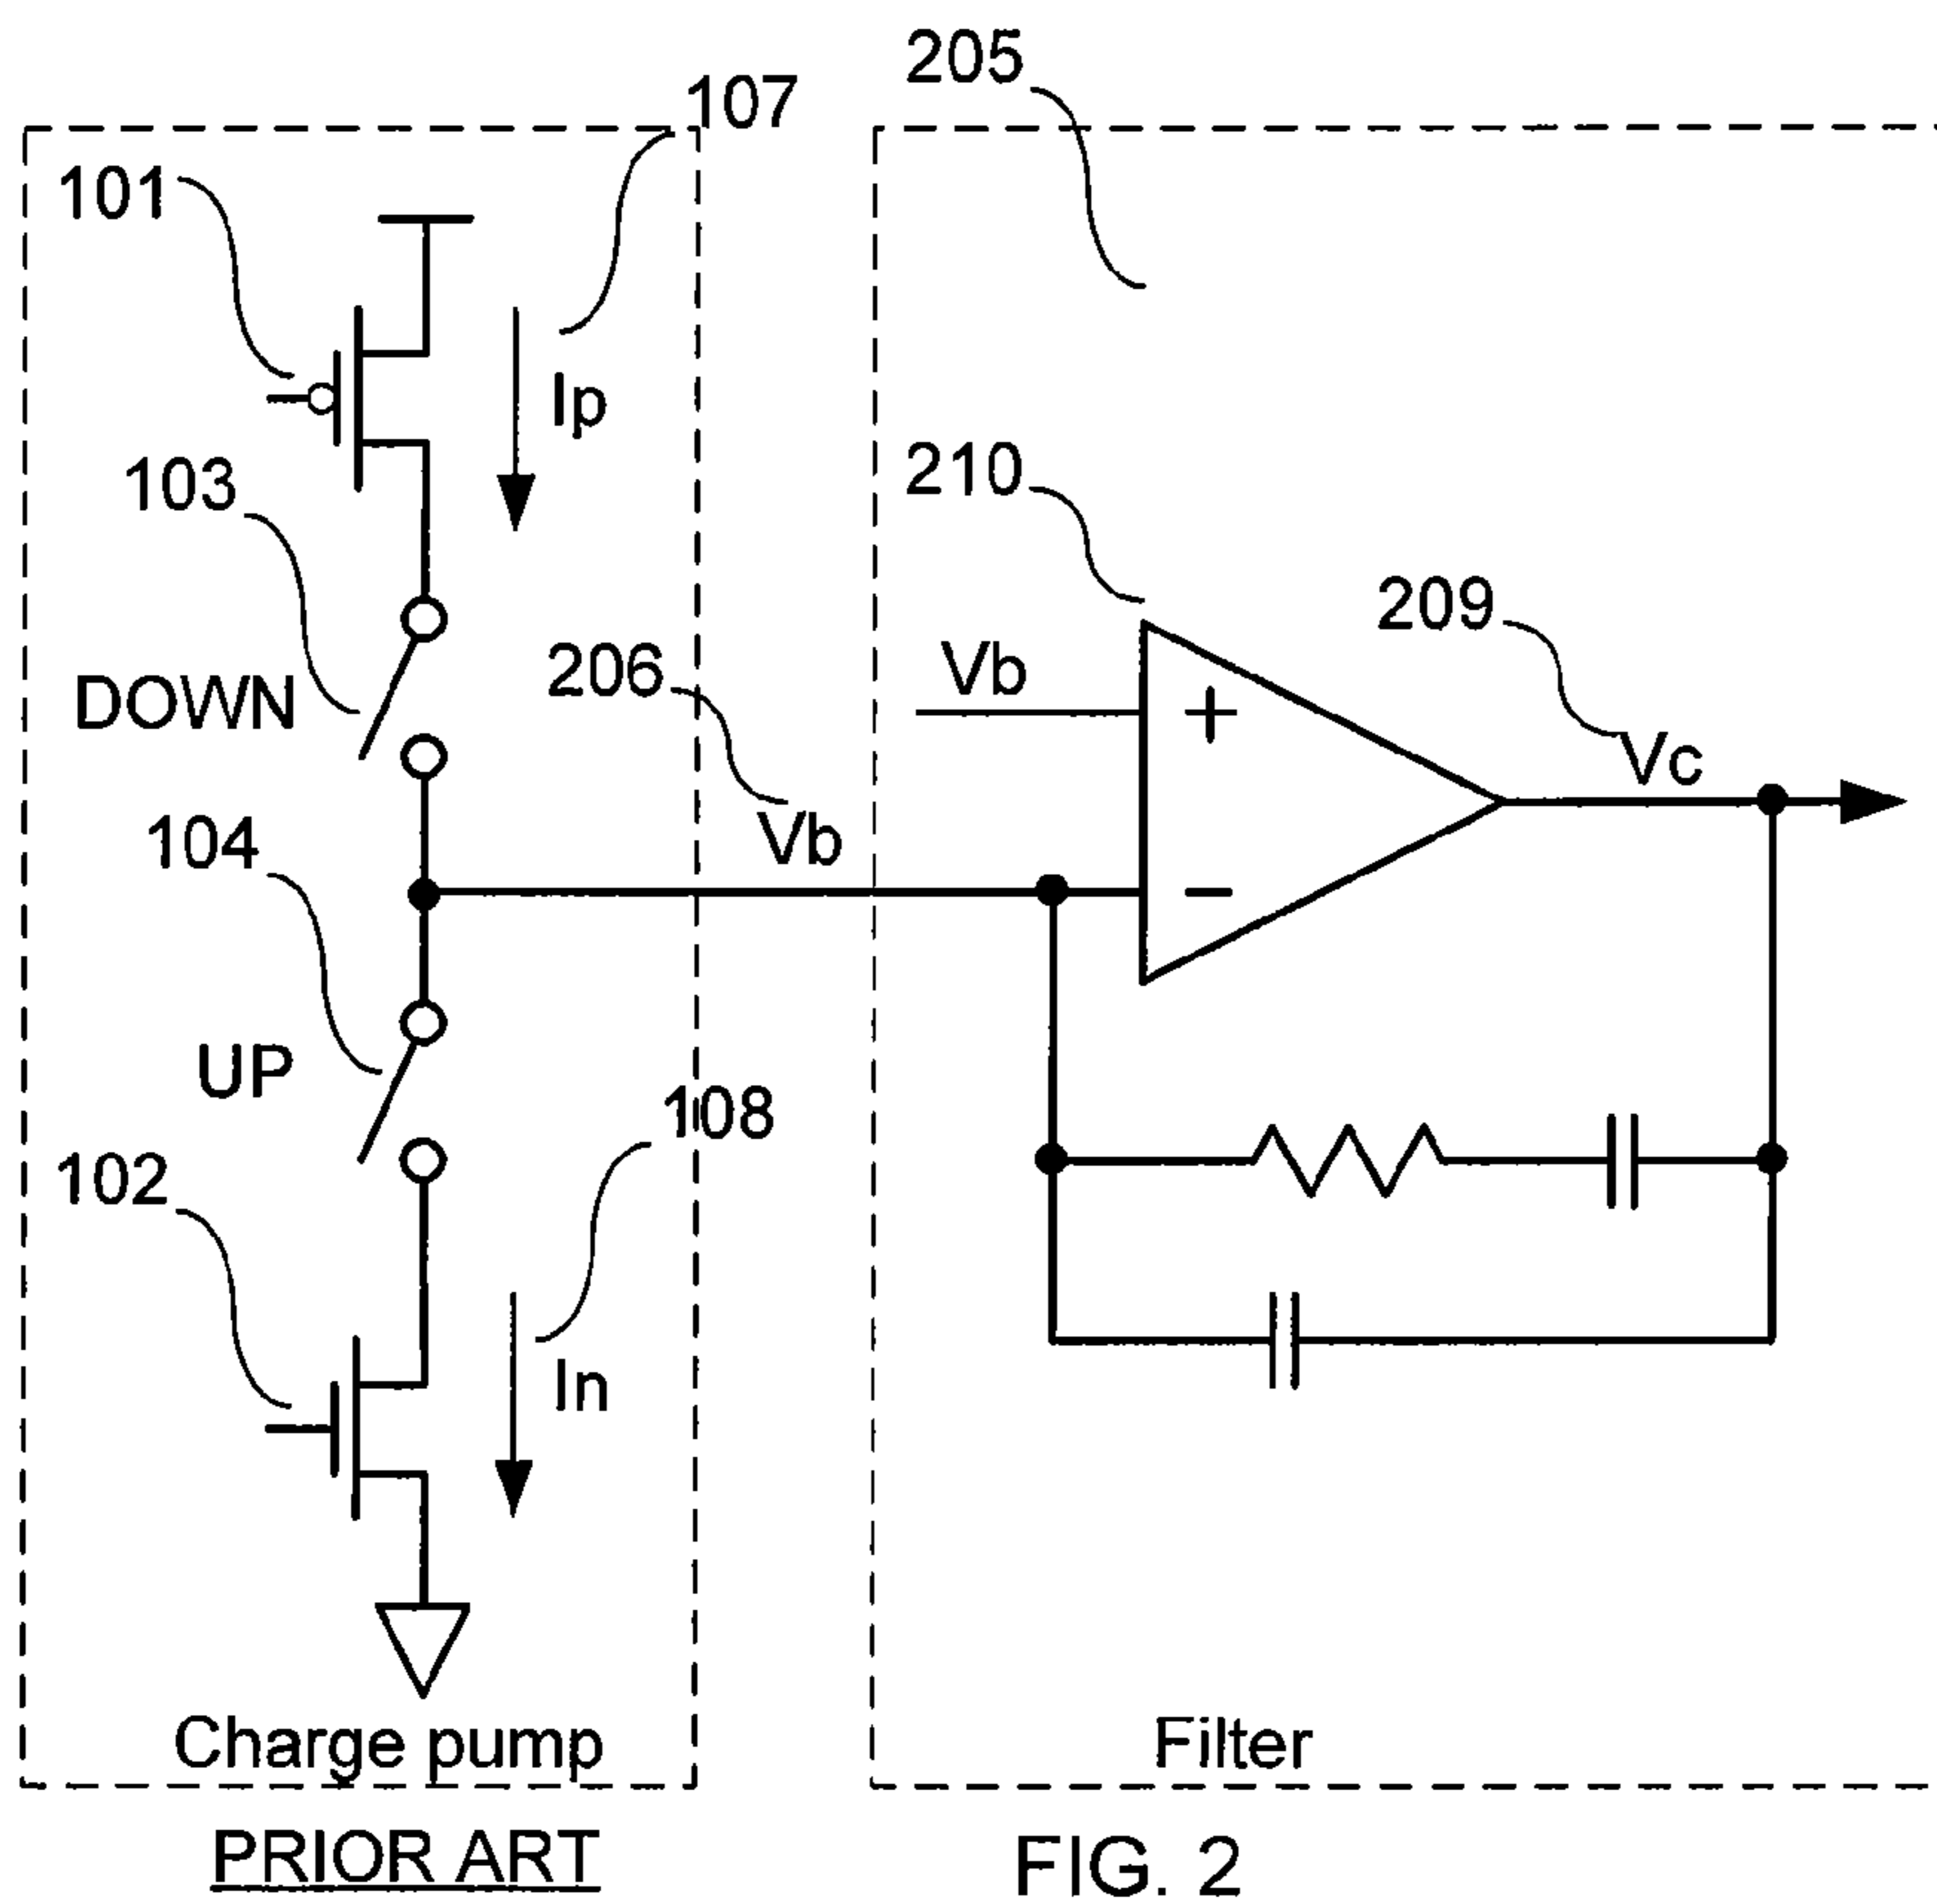 205
107
101
Ip
103
210
209
DOWN
206
Vb
Vc
104
Vb
+
−
UP
108
102
In
Charge pump
Filter
PRIOR ART
FIG. 2